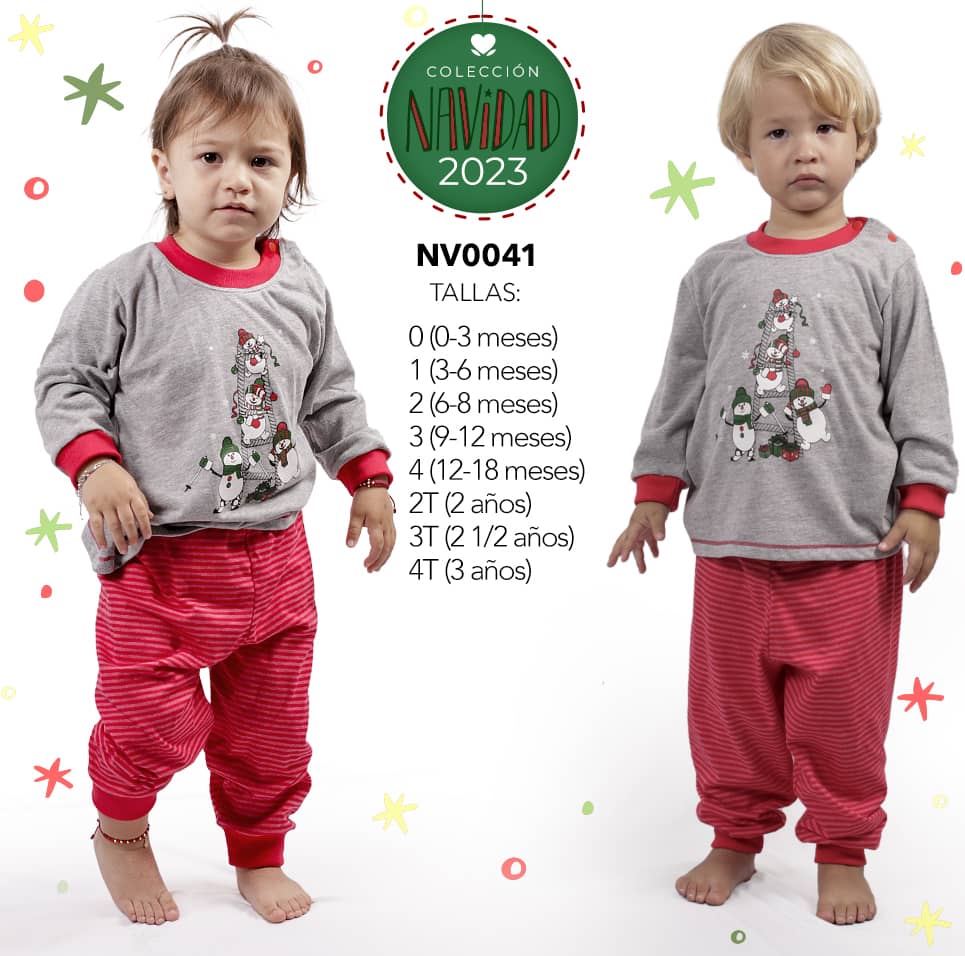 COLECCIÓN
NAVIDAD
2023
NV0041
TALLAS:
0 (0-3 meses)
1 (3-6 meses)
2 (6-8 meses)
3 (9-12 meses)
4 (12-18 meses)
2T (2 años)
3T (2 1/2 años)
4T (3 años)